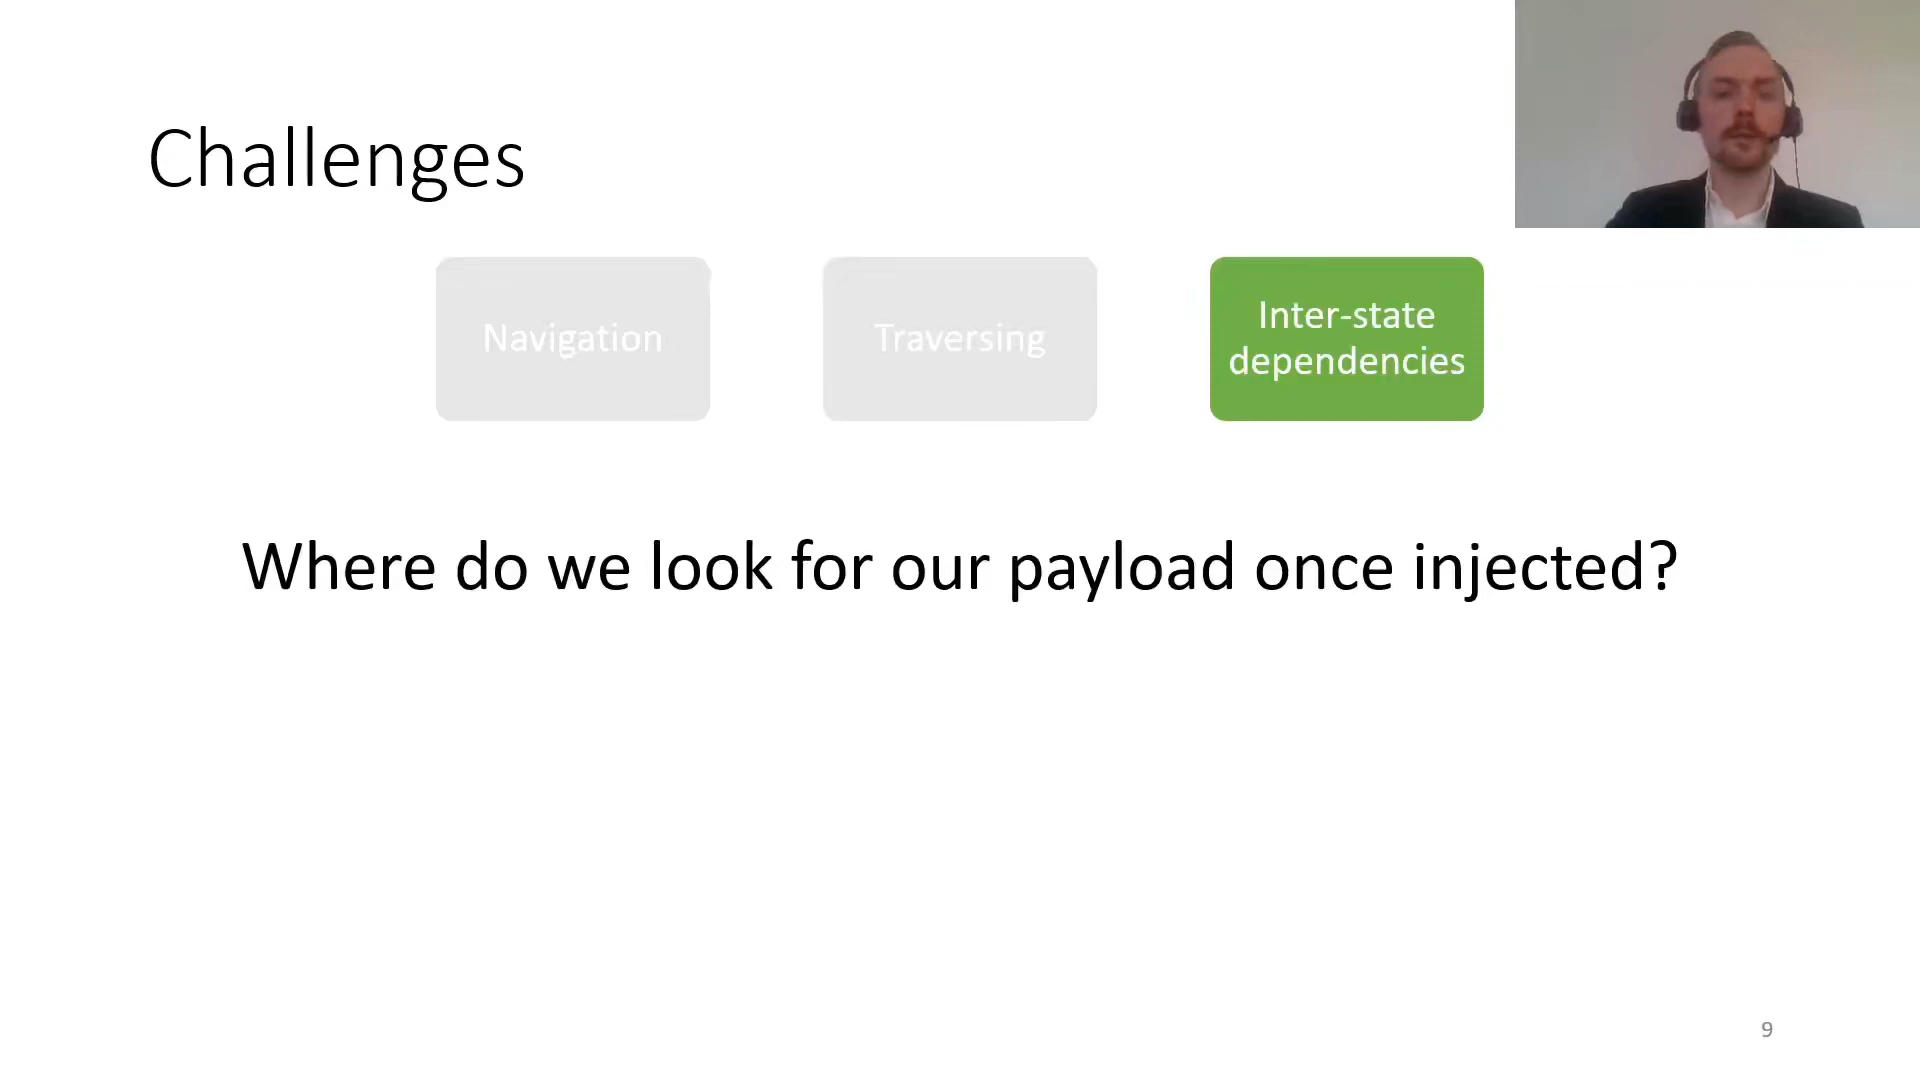 Challenges
Navigation
Traversing
Inter-state
dependencies
Where do we look for our payload once injected?
9